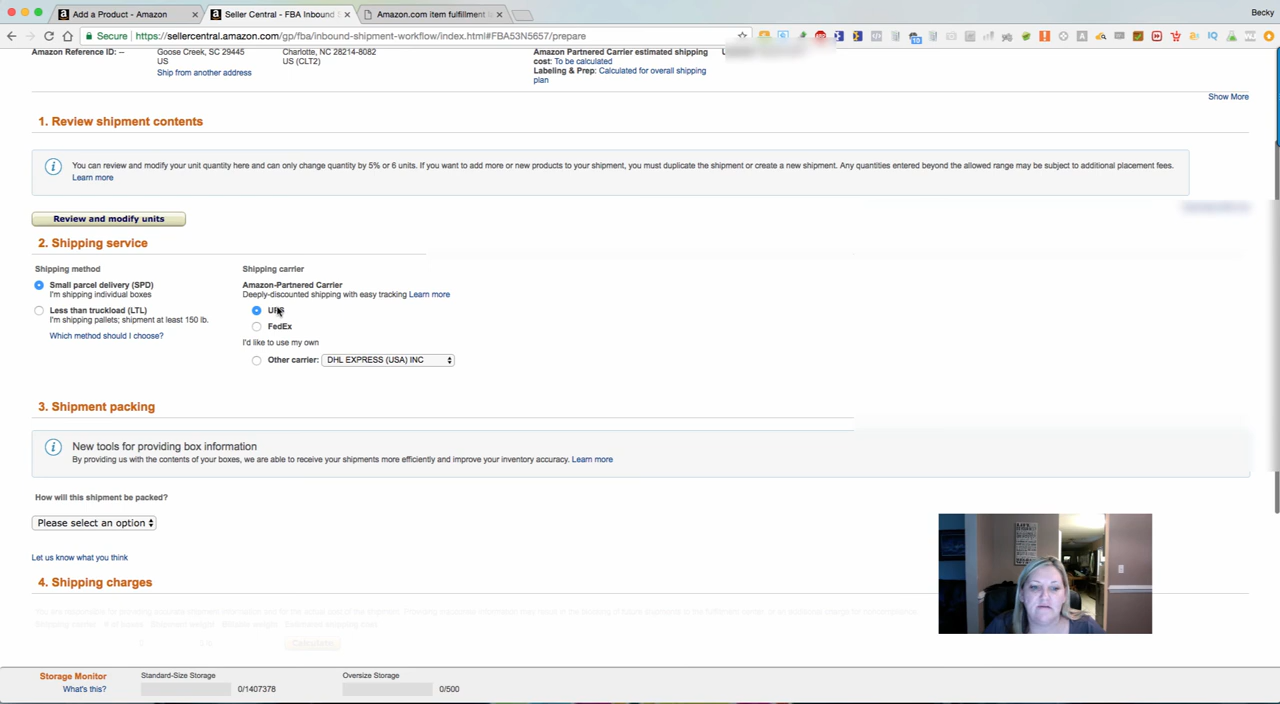 Add a Product - Amazon
Seller Central - FBA Inbound
Amazon.com item fulfillment
Becky
Secure
https://sellercentral.amazon.com/gp/fba/inbound-shipment-workflow/index.html#FBA53N5657/prepare
Amazon Reference ID: --
Goose Creek, SC 29445
US
Ship from another address
Charlotte, NC 28214-8082
US (CLT2)
Amazon Partnered Carrier estimated shipping
cost: To be calculated
Labeling & Prep: Calculated for overall shipping
plan
Show More
1. Review shipment contents
You can review and modify your unit quantity here and can only change quantity by 5% or 6 units. If you want to add more or new products to your shipment, you must duplicate the shipment or create a new shipment. Any quantities entered beyond the allowed range may be subject to additional placement fees.
Learn more
Review and modify units
2. Shipping service
Shipping method
Small parcel delivery (SPD)
I'm shipping individual boxes
Less than truckload (LTL)
I'm shipping pallets; shipment at least 150 lb.
Which method should I choose?
Shipping carrier
Amazon-Partnered Carrier
Deeply-discounted shipping with easy tracking Learn more
UPS
FedEx
I'd like to use my own
Other carrier: DHL EXPRESS (USA) INC
3. Shipment packing
New tools for providing box information
By providing us with the contents of your boxes, we are able to receive your shipments more efficiently and improve your inventory accuracy. Learn more
How will this shipment be packed?
Please select an option
Let us know what you think
4. Shipping charges
Calculate
Storage Monitor
What's this?
Standard-Size Storage
0/1407378
Oversize Storage
0/500